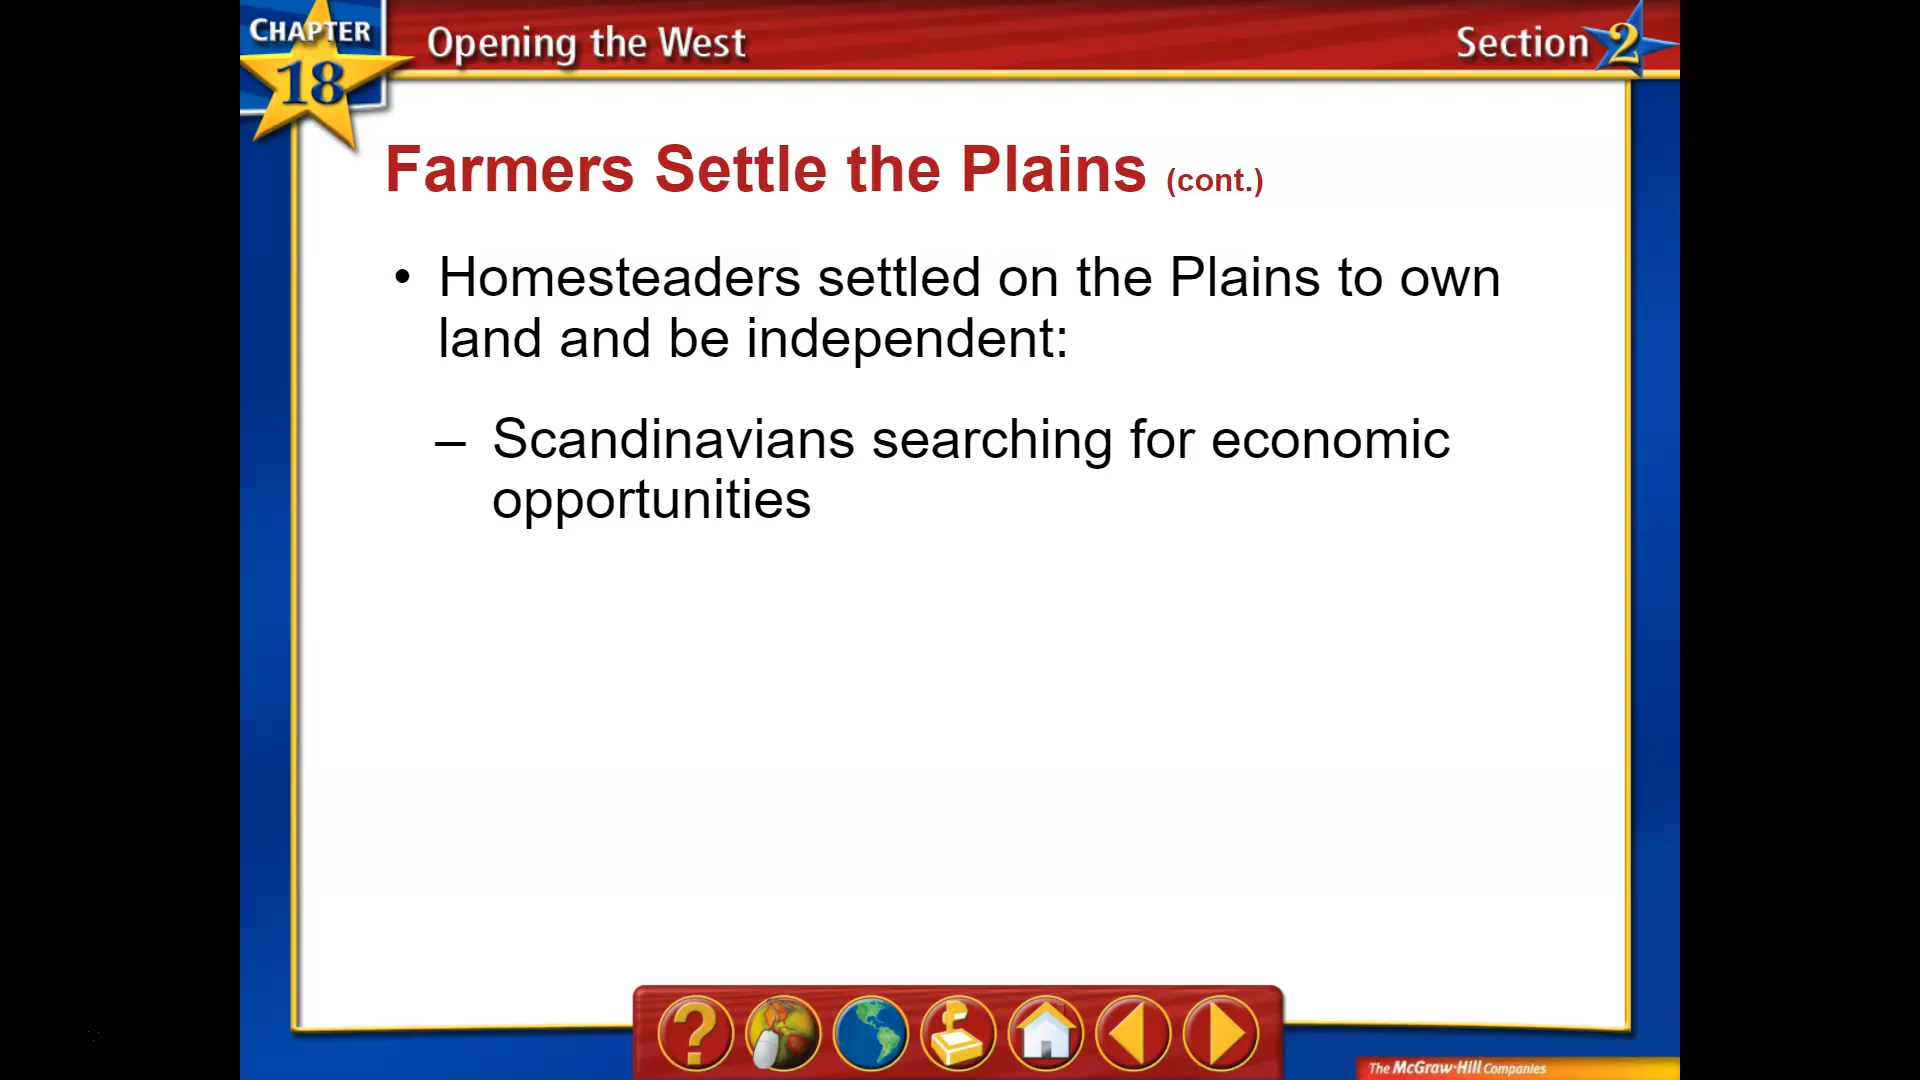 CHAPTER
18
Opening the West
Section 2
Farmers Settle the Plains (cont.)
• Homesteaders settled on the Plains to own
land and be independent:
– Scandinavians searching for economic
opportunities
?
The McGraw-Hill Companies